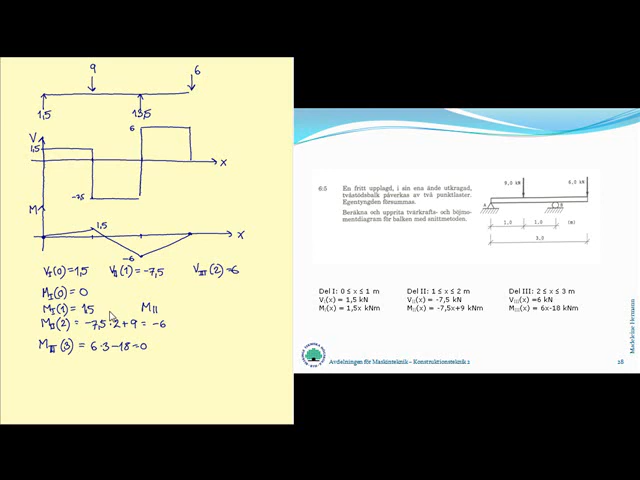 9
6
1,5
13,5
V
1,5
6
x
-7,5
M
1,5
x
-6
V_I(0)=1,5 V_II(1) = -7,5 V_III(2)=6
M_I(0)=0
M_I(1)= 1,5 M_II
M_II(2) = -7,5·2+9 = -6
M_III(3) = 6·3-18=0
6:5 En fritt upplagd, i sin ena ände utkragad,
tvåstödsbalk påverkas av två punktlaster.
Egentyngden försummas.
Beräkna och upprita tvärkrafts- och böjmo-
mentdiagram för balken med snittmetoden.
9,0 kN 6,0 kN
A B
1,0 1,0 (m)
3,0
Del I: 0 ≤ x ≤ 1 m Del II: 1 ≤ x ≤ 2 m Del III: 2 ≤ x ≤ 3 m
V_I(x) = 1,5 kN V_II(x) = -7,5 kN V_III(x) =6 kN
M_I(x) = 1,5x kNm M_II(x) = -7,5x+9 kNm M_III(x) = 6x-18 kNm
Madeleine Hermann
Avdelningen för Maskinteknik – Konstruktionsteknik 2
28